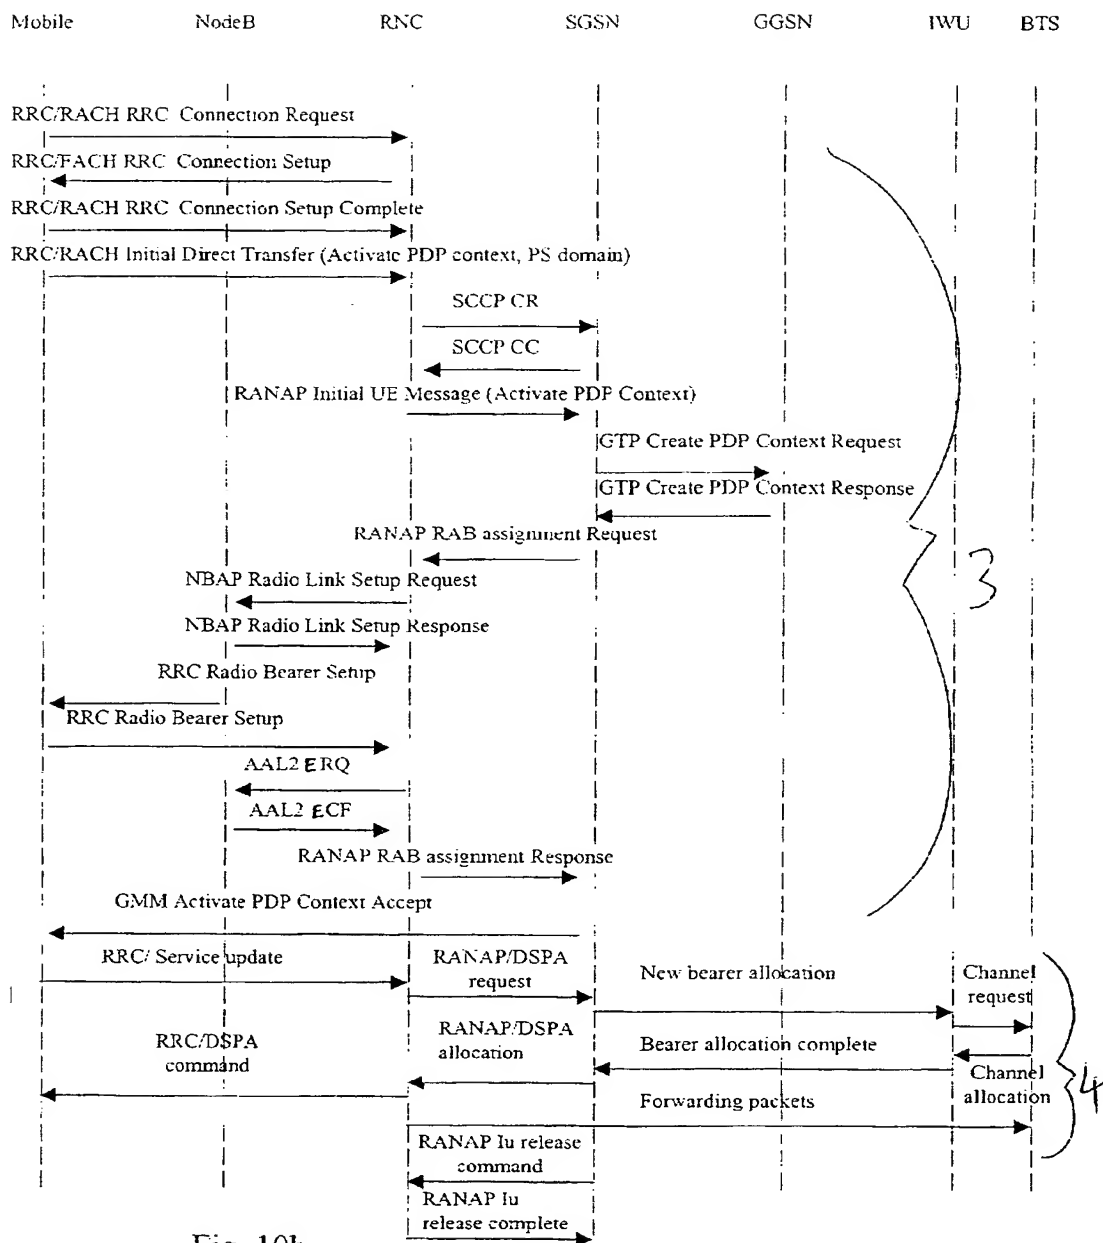 Mobile NodeB RNC SGSN GGSN IWU BTS
RRC/RACH RRC Connection Request
RRC/FACH RRC Connection Setup
RRC/RACH RRC Connection Setup Complete
RRC/RACH Initial Direct Transfer (Activate PDP context, PS domain)
SCCP CR
SCCP CC
RANAP Initial UE Message (Activate PDP Context)
GTP Create PDP Context Request
GTP Create PDP Context Response
RANAP RAB assignment Request
3
NBAP Radio Link Setup Request
NBAP Radio Link Setup Response
RRC Radio Bearer Setup
RRC Radio Bearer Setup
AAL2 ERQ
AAL2 ECF
RANAP RAB assignment Response
GMM Activate PDP Context Accept
RRC/ Service update
RANAP/DSPA
request
New bearer allocation
Channel
request
RRC/DSPA
command
RANAP/DSPA
allocation
Bearer allocation complete
Channel
allocation
4
Forwarding packets
RANAP Iu release
command
RANAP Iu
release complete